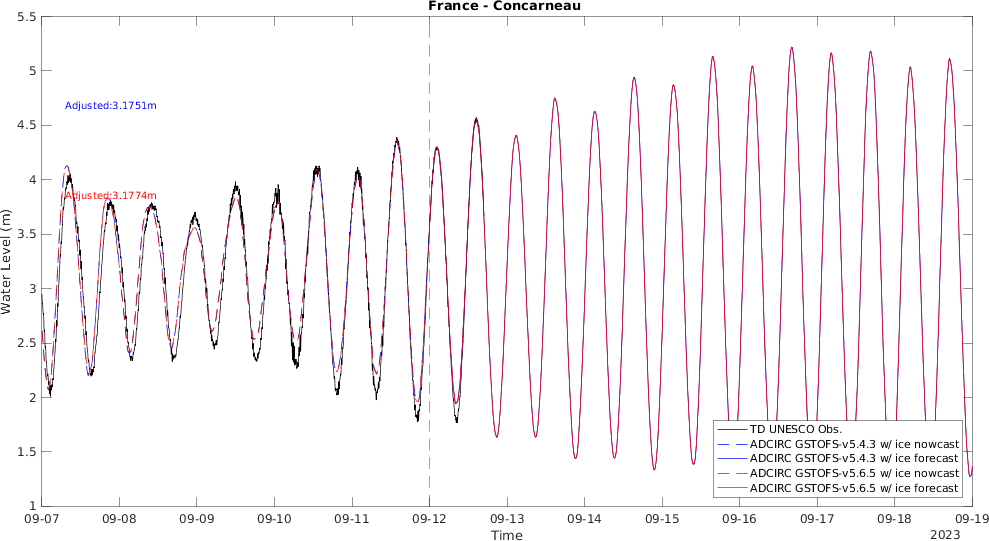 France - Concarneau
5.5
5
4.5
4
3.5
3
2.5
2
1.5
1
Water Level (m)
Adjusted:3.1751m
Adjusted:3.1774m
TD UNESCO Obs.
ADCIRC GSTOFS-v5.4.3 w/ ice nowcast
ADCIRC GSTOFS-v5.4.3 w/ ice forecast
ADCIRC GSTOFS-v5.6.5 w/ ice nowcast
ADCIRC GSTOFS-v5.6.5 w/ ice forecast
09-07 09-08 09-09 09-10 09-11 09-12 09-13 09-14 09-15 09-16 09-17 09-18 09-19
Time
2023